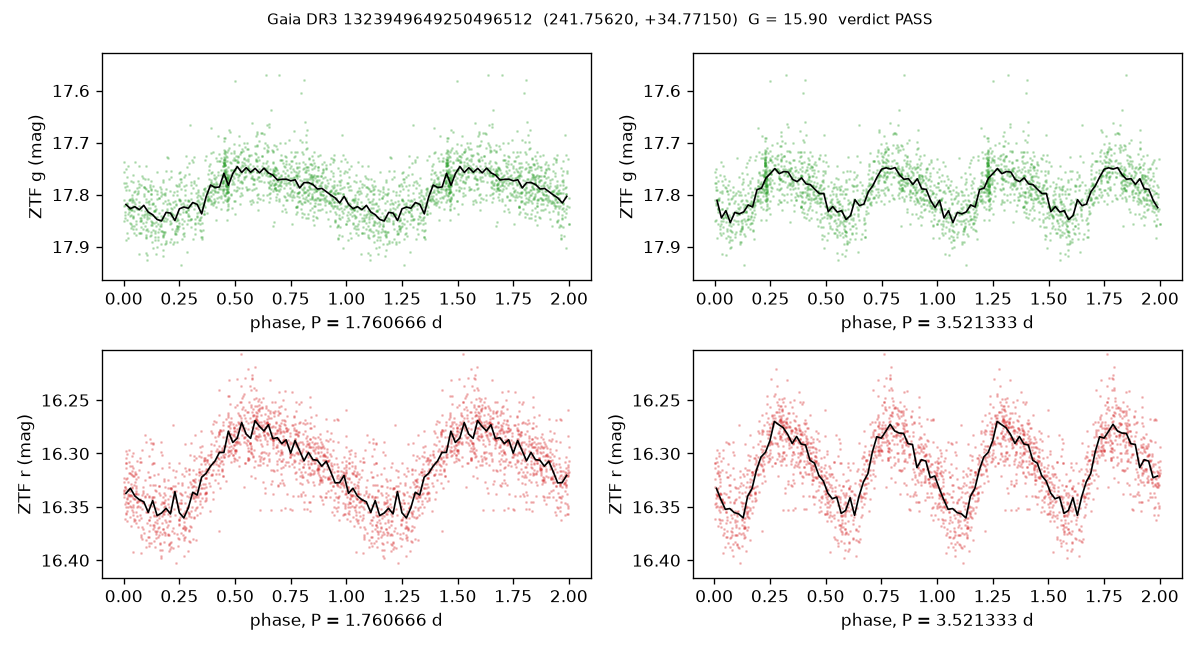 Gaia DR3 1323949649250496512  (241.75620, +34.77150)  G = 15.90  verdict PASS
ZTF g (mag)
17.6
17.7
17.8
17.9
0.00 0.25 0.50 0.75 1.00 1.25 1.50 1.75 2.00
phase, P = 1.760666 d
ZTF g (mag)
17.6
17.7
17.8
17.9
0.00 0.25 0.50 0.75 1.00 1.25 1.50 1.75 2.00
phase, P = 3.521333 d
ZTF r (mag)
16.25
16.30
16.35
16.40
0.00 0.25 0.50 0.75 1.00 1.25 1.50 1.75 2.00
phase, P = 1.760666 d
ZTF r (mag)
16.25
16.30
16.35
16.40
0.00 0.25 0.50 0.75 1.00 1.25 1.50 1.75 2.00
phase, P = 3.521333 d